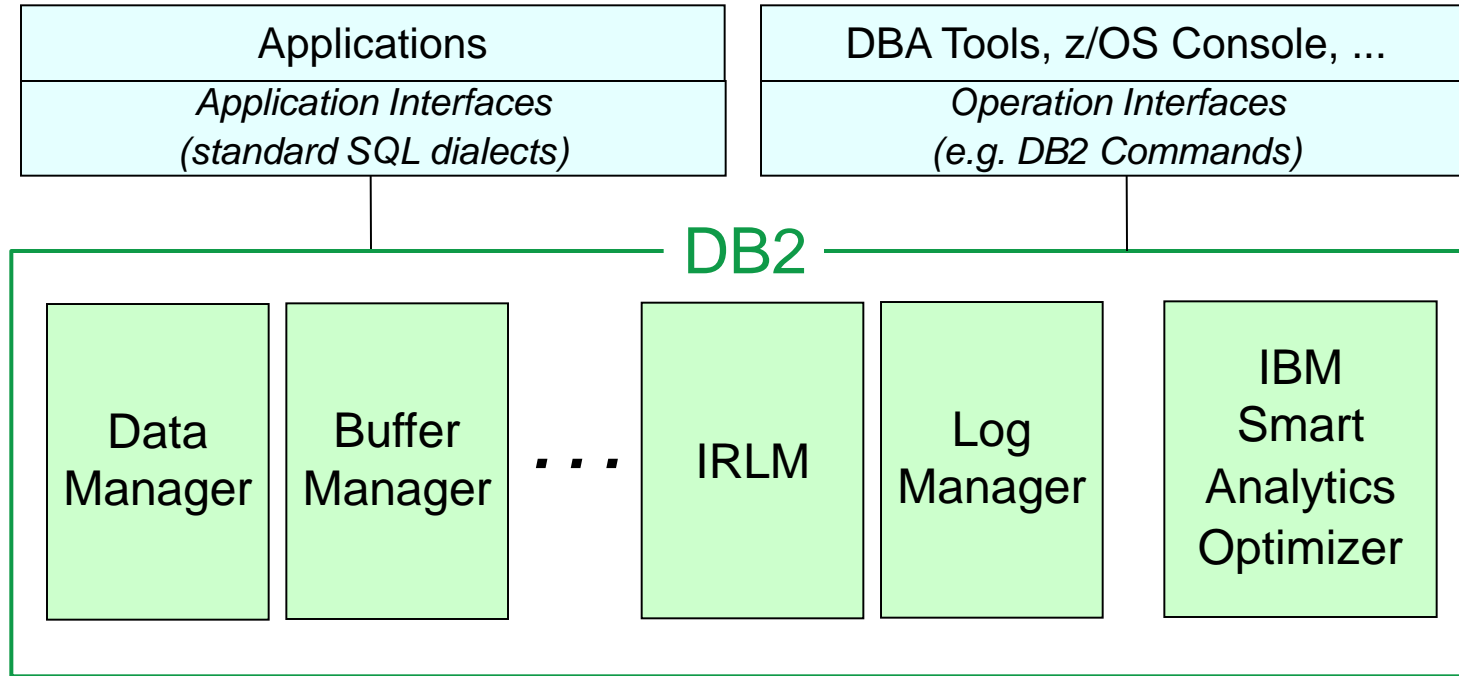 Applications
Application Interfaces
(standard SQL dialects)
DBA Tools, z/OS Console, ...
Operation Interfaces
(e.g. DB2 Commands)
DB2
Data
Manager
Buffer
Manager
. . .
IRLM
Log
Manager
IBM
Smart
Analytics
Optimizer